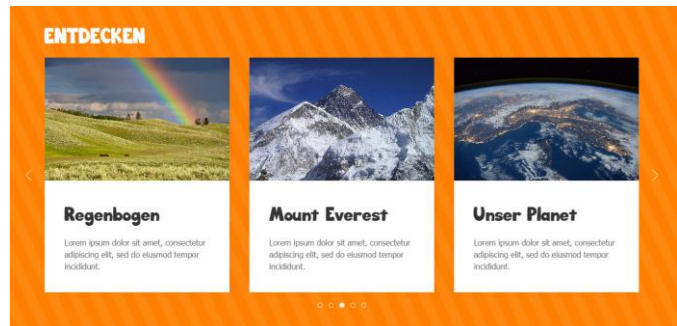 ENTDECKEN
Regenbogen
Lorem ipsum dolor sit amet, consectetur
adipiscing elit, sed do eiusmod tempor
incididunt.
Mount Everest
Lorem ipsum dolor sit amet, consectetur
adipiscing elit, sed do eiusmod tempor
incididunt.
Unser Planet
Lorem ipsum dolor sit amet, consectetur
adipiscing elit, sed do eiusmod tempor
incididunt.